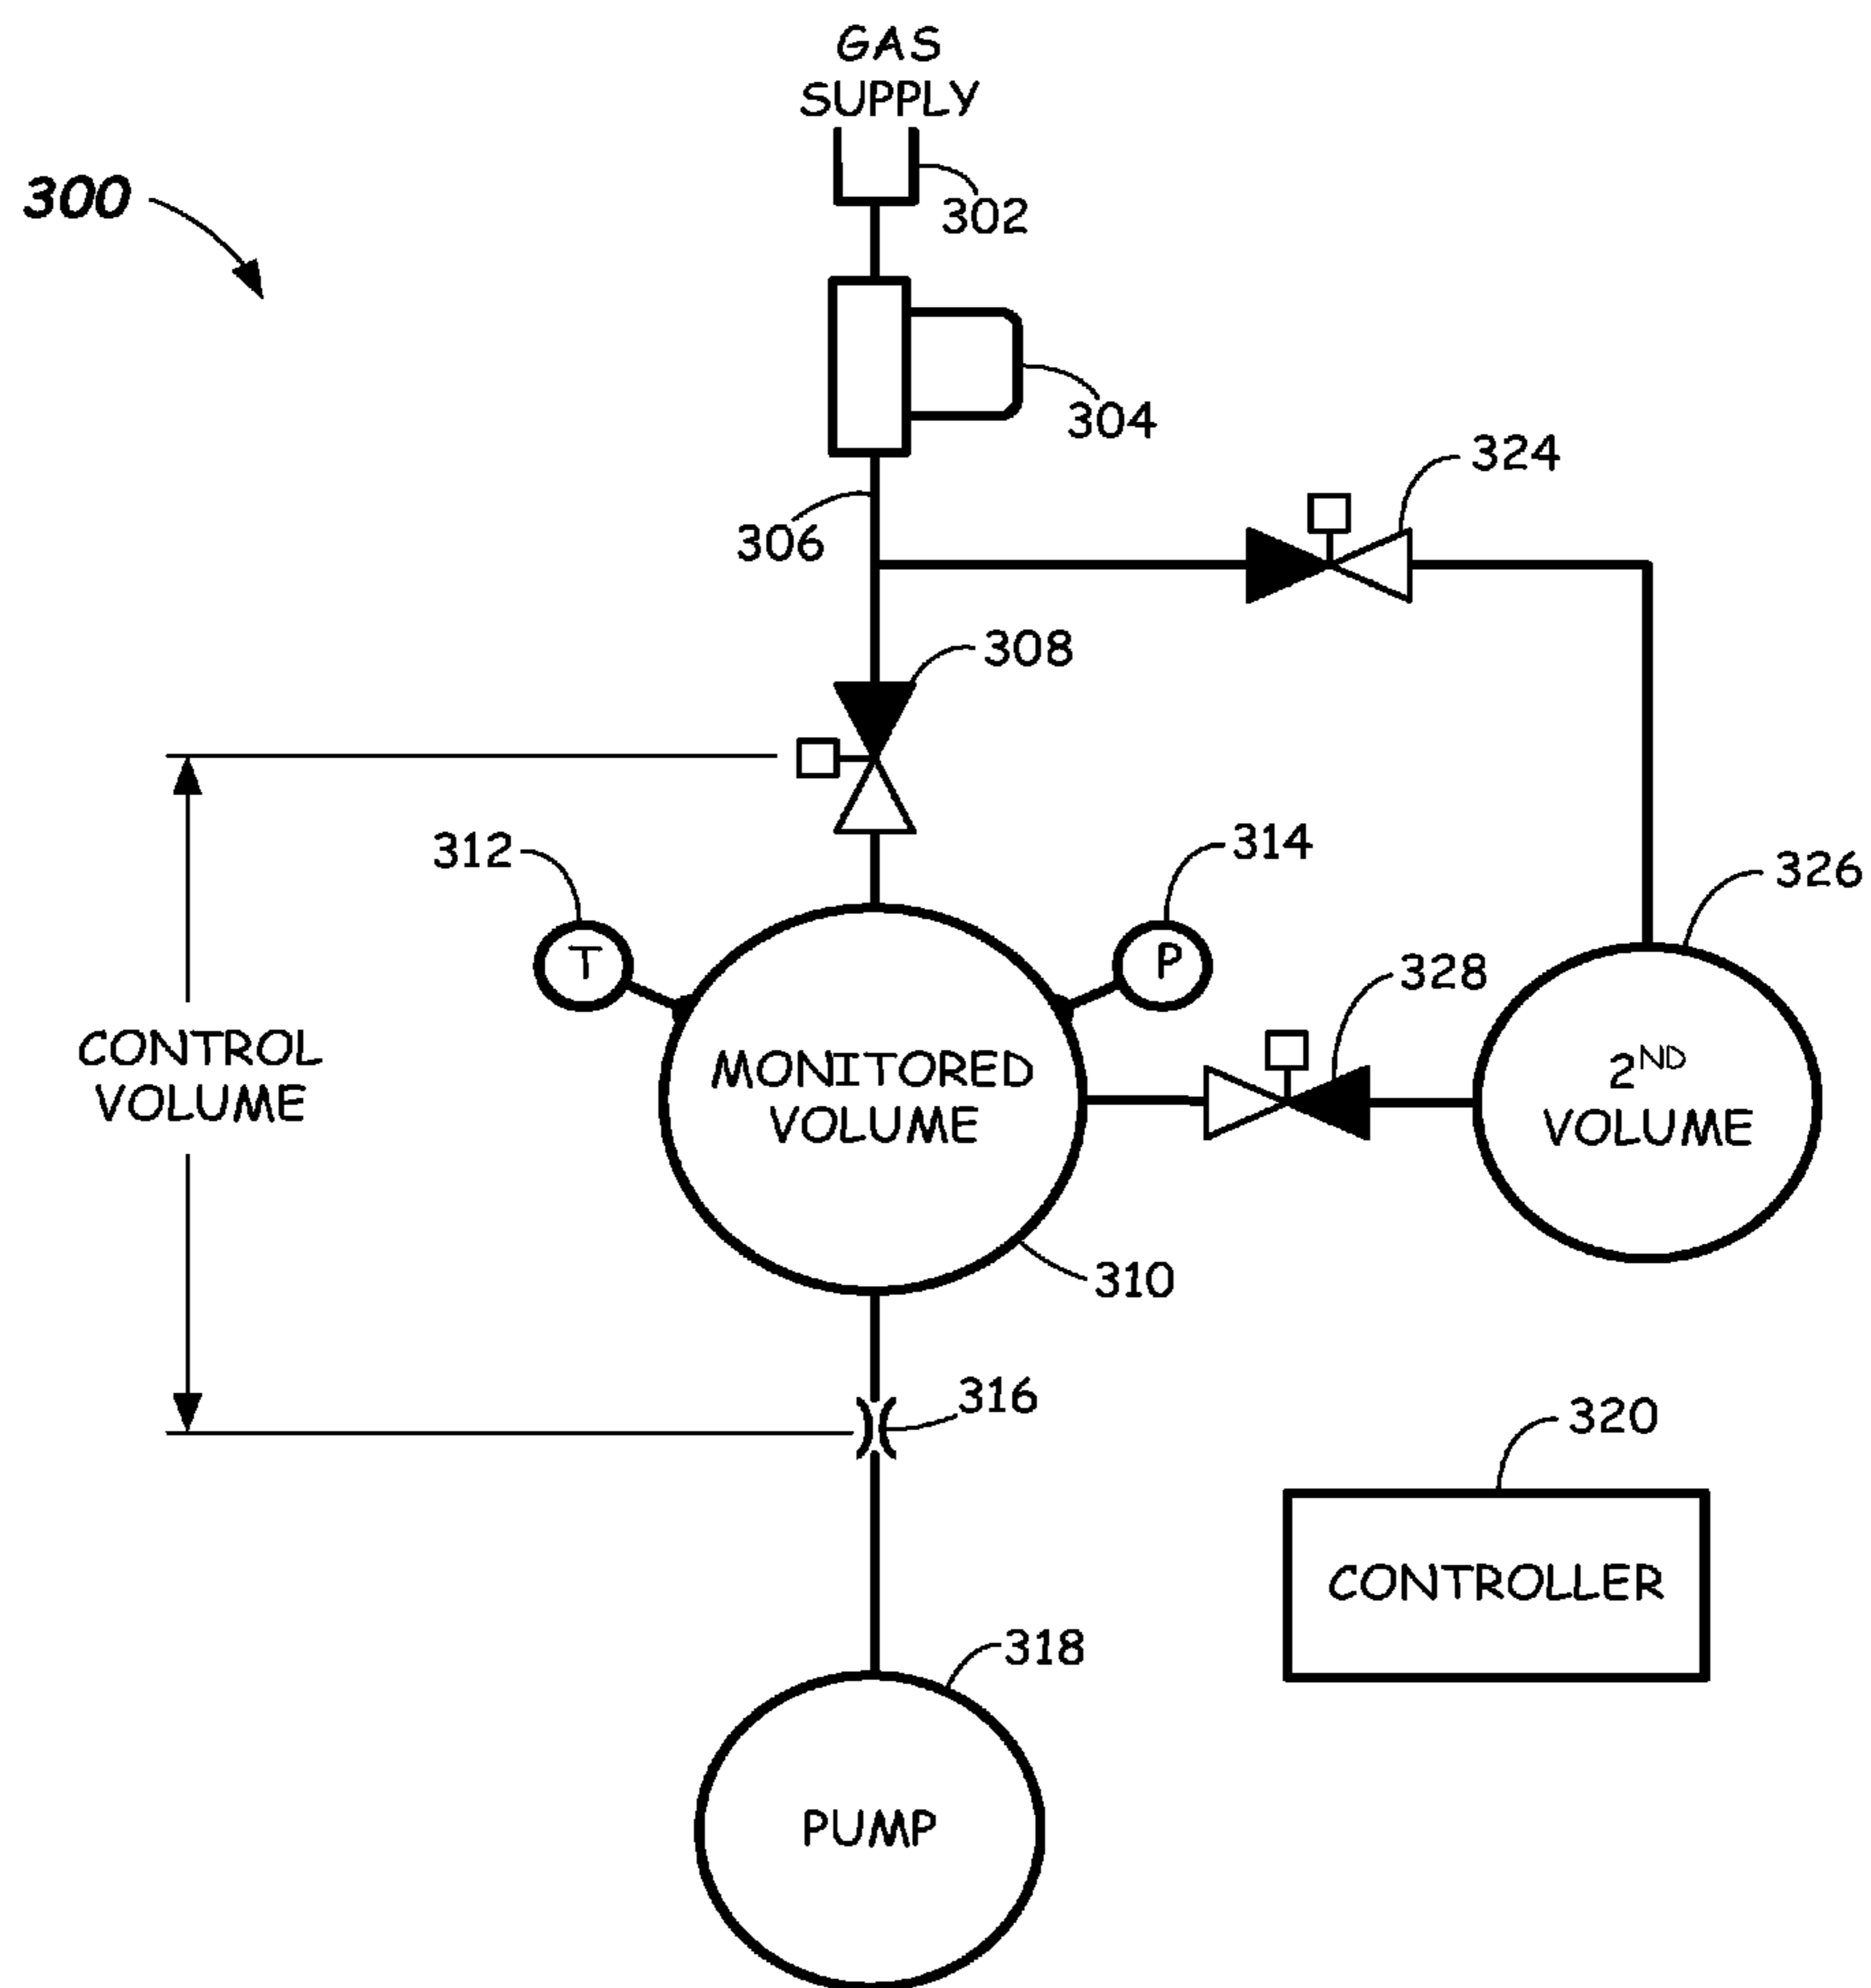 GAS
SUPPLY
300
302
304
324
306
308
312
314
326
T
P
328
CONTROL
VOLUME
MONITORED
VOLUME
2ND
VOLUME
310
316
320
CONTROLLER
318
PUMP